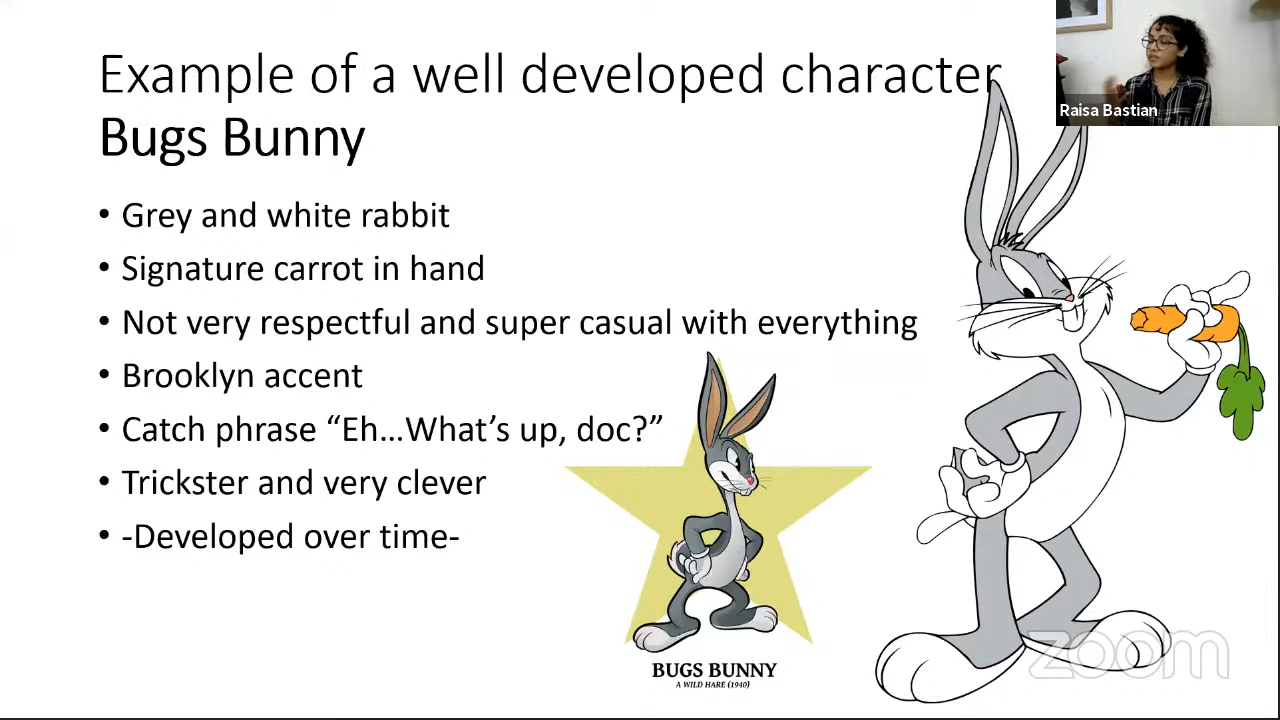 Example of a well developed character
Bugs Bunny
• Grey and white rabbit
• Signature carrot in hand
• Not very respectful and super casual with everything
• Brooklyn accent
• Catch phrase “Eh...What’s up, doc?”
• Trickster and very clever
• -Developed over time-
BUGS BUNNY
A WILD HARE (1940)
Raisa Bastian
zoom